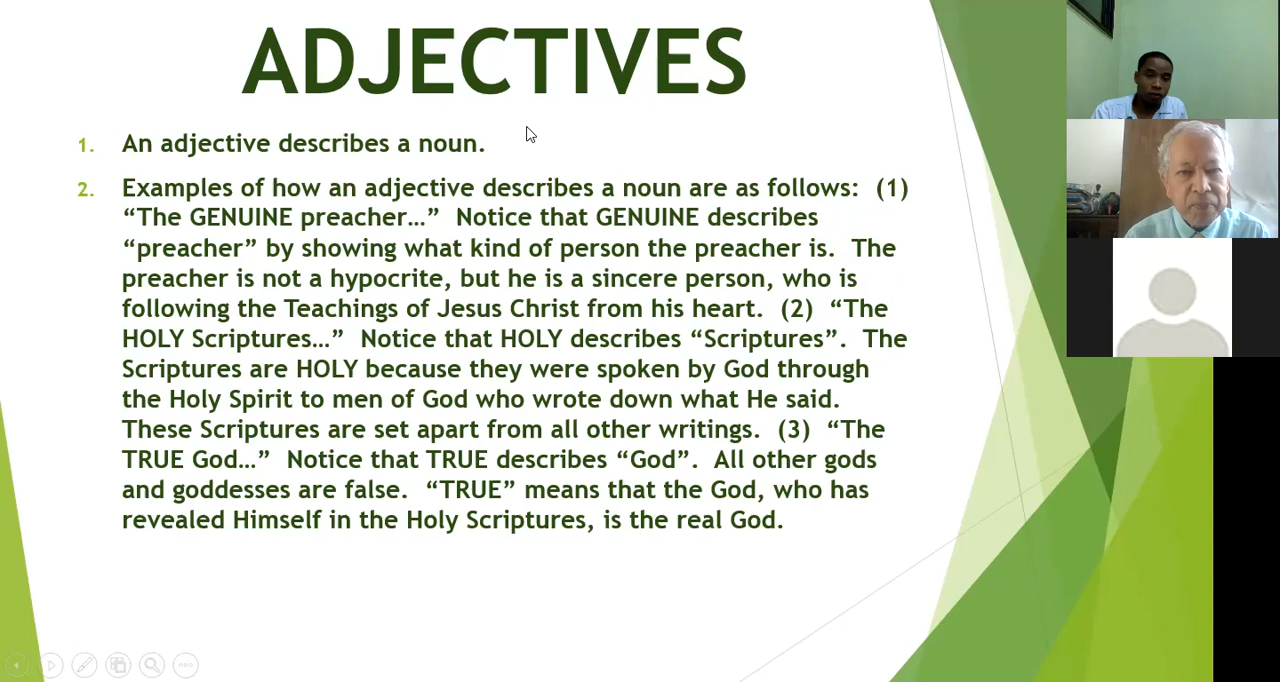 ADJECTIVES
1. An adjective describes a noun.
2. Examples of how an adjective describes a noun are as follows:  (1)
“The GENUINE preacher…”  Notice that GENUINE describes
“preacher” by showing what kind of person the preacher is.  The
preacher is not a hypocrite, but he is a sincere person, who is
following the Teachings of Jesus Christ from his heart.  (2)  “The
HOLY Scriptures…”  Notice that HOLY describes “Scriptures”.  The
Scriptures are HOLY because they were spoken by God through
the Holy Spirit to men of God who wrote down what He said.
These Scriptures are set apart from all other writings.  (3)  “The
TRUE God…”  Notice that TRUE describes “God”.  All other gods
and goddesses are false.  “TRUE” means that the God, who has
revealed Himself in the Holy Scriptures, is the real God.